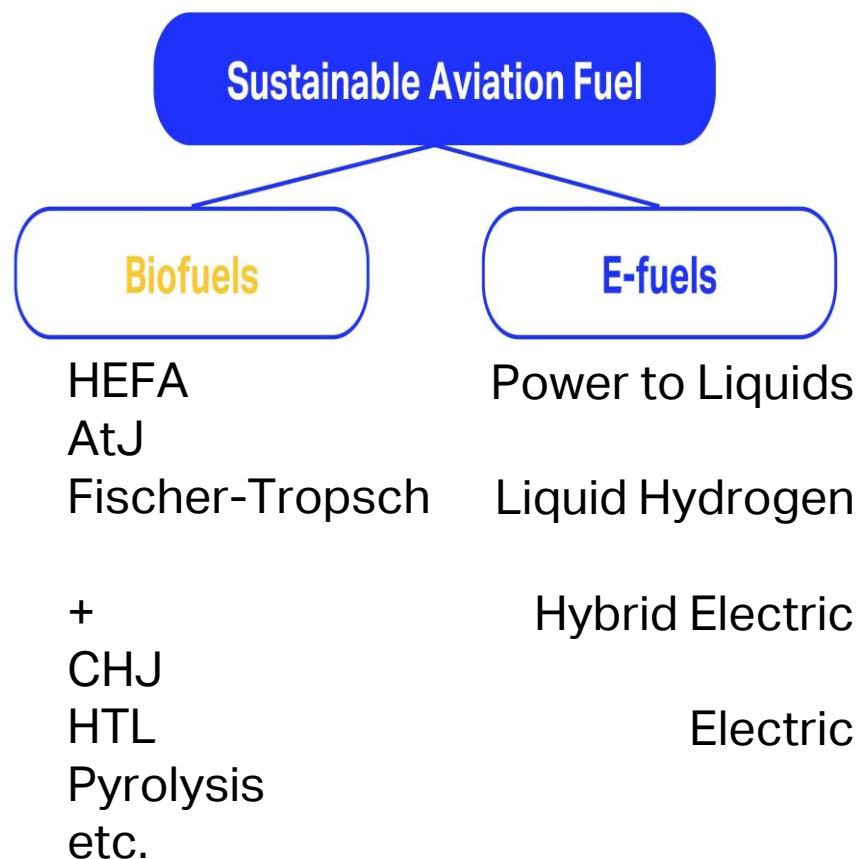 Sustainable Aviation Fuel
Biofuels
HEFA
AtJ
Fischer-Tropsch
+
CHJ
HTL
Pyrolysis
etc.
E-fuels
Power to Liquids
Liquid Hydrogen
Hybrid Electric
Electric